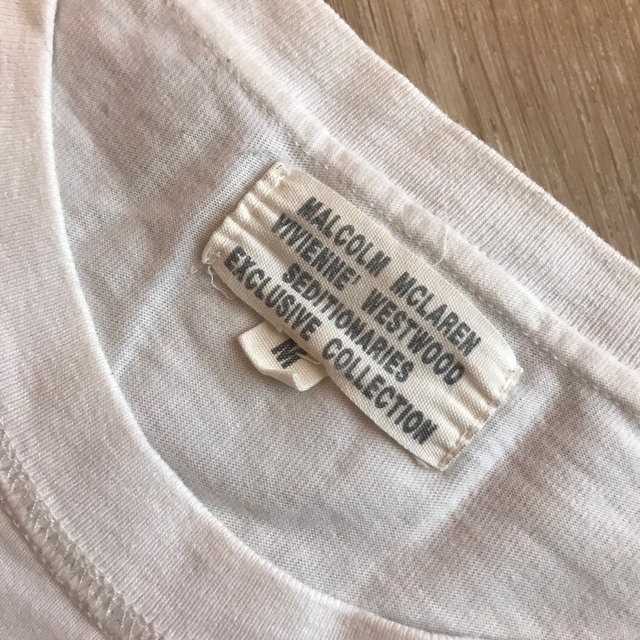 MALCOLM MCLAREN
VIVIENNE' WESTWOOD
SEDITIONARIES
EXCLUSIVE COLLECTION
M